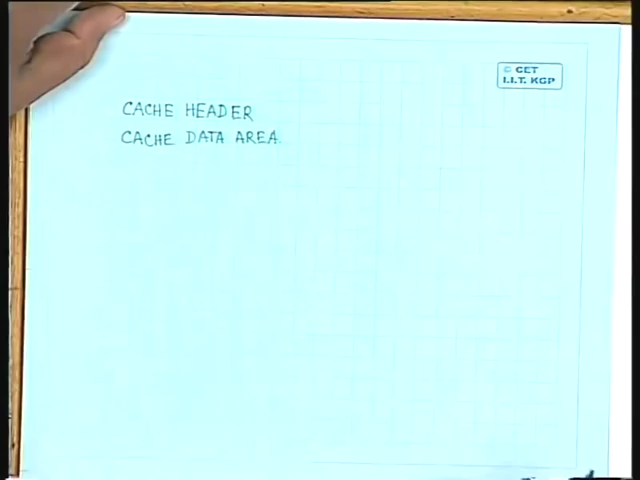 © CET
I.I.T. KGP
CACHE HEADER
CACHE DATA AREA.